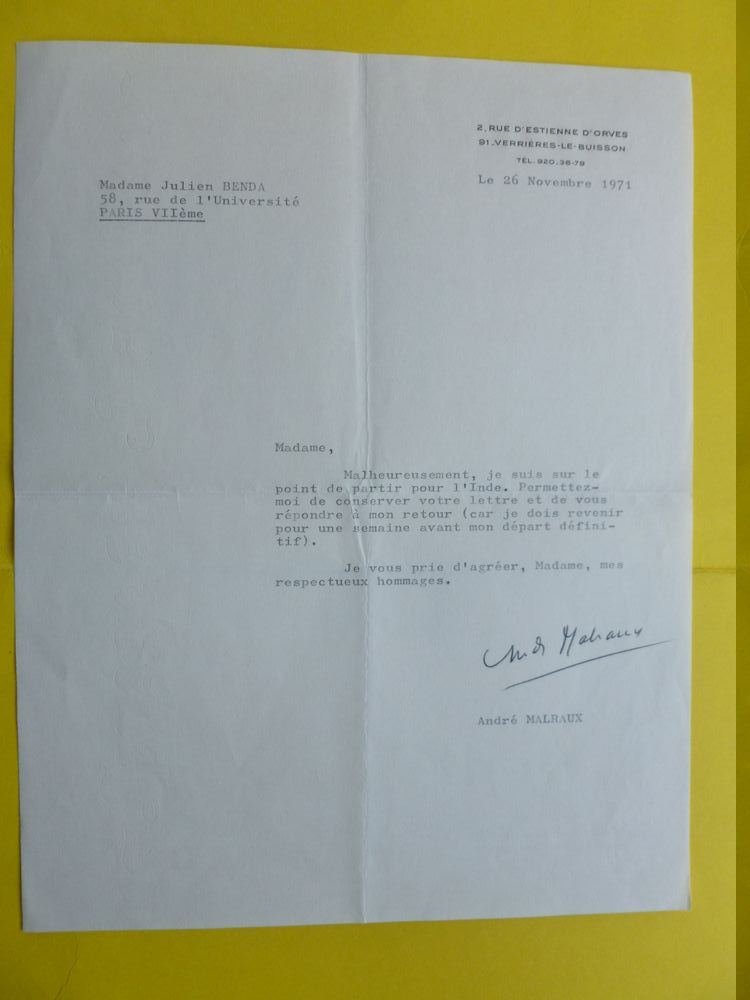 2, RUE D'ESTIENNE D'ORVES
91.VERRIÈRES-LE-BUISSON
TÉL. 920.36-79
Le 26 Novembre 1971
Madame Julien BENDA
58, rue de l'Université
PARIS VIIème
Madame,
Malheureusement, je suis sur le
point de partir pour l'Inde. Permettez-
moi de conserver votre lettre et de vous
répondre à mon retour (car je dois revenir
pour une semaine avant mon départ défini-
tif).
Je vous prie d'agréer, Madame, mes
respectueux hommages.
André Malraux
André MALRAUX